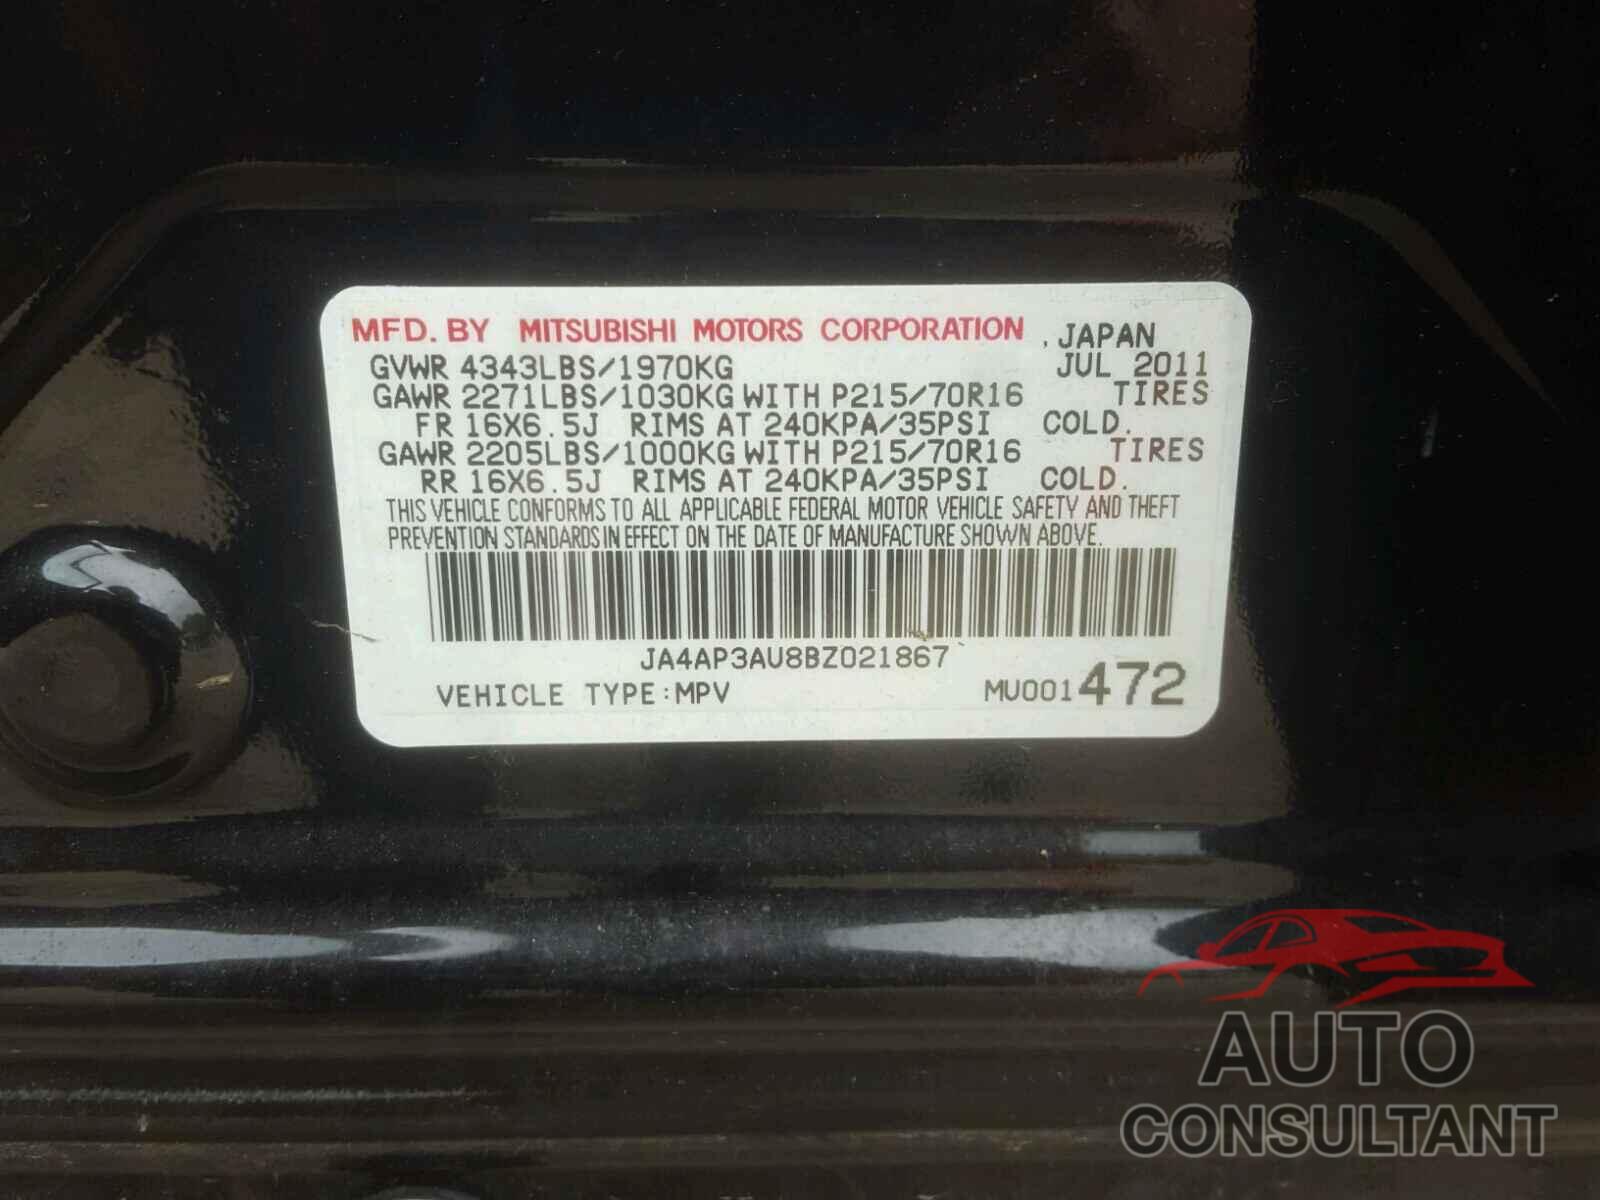 MFD. BY MITSUBISHI MOTORS CORPORATION , JAPAN
GVWR 4343LBS/1970KG JUL 2011
GAWR 2271LBS/1030KG WITH P215/70R16 TIRES
FR 16X6.5J RIMS AT 240KPA/35PSI COLD.
GAWR 2205LBS/1000KG WITH P215/70R16 TIRES
RR 16X6.5J RIMS AT 240KPA/35PSI COLD.
THIS VEHICLE CONFORMS TO ALL APPLICABLE FEDERAL MOTOR VEHICLE SAFETY AND THEFT
PREVENTION STANDARDS IN EFFECT ON THE DATE OF MANUFACTURE SHOWN ABOVE.
JA4AP3AU8BZ021867
VEHICLE TYPE:MPV MU001472
AUTO
CONSULTANT